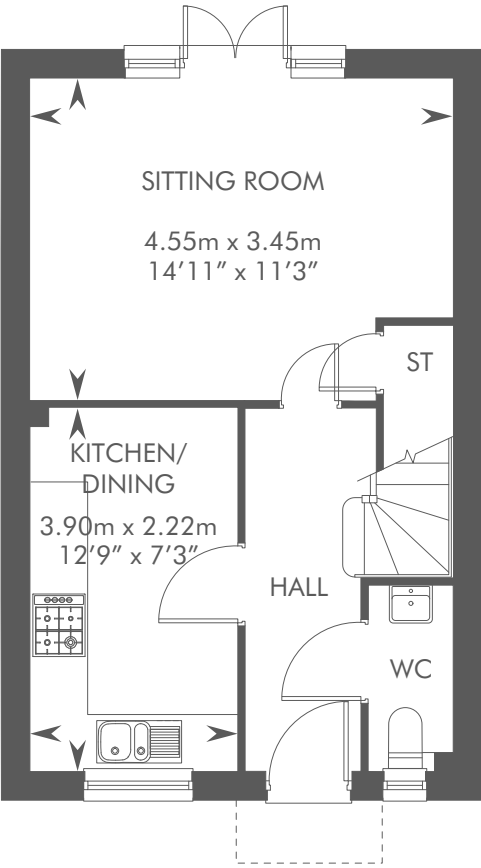 SITTING ROOM
4.55m x 3.45m
14’11” x 11’3”
ST
KITCHEN/
DINING
3.90m x 2.22m
12’9” x 7’3”
HALL
WC